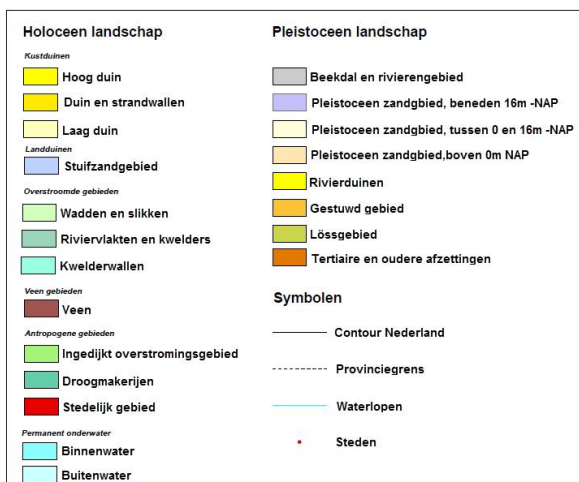 Holoceen landschap
Kustduinen
Hoog duin
Duin en strandwallen
Laag duin
Landduinen
Stuifzandgebied
Overstroomde gebieden
Wadden en slikken
Riviervlakten en kwelders
Kwelderwallen
Veen gebieden
Veen
Antropogene gebieden
Ingedijkt overstromingsgebied
Droogmakerijen
Stedelijk gebied
Permanent onderwater
Binnenwater
Buitenwater
Pleistoceen landschap
Beekdal en rivierengebied
Pleistoceen zandgbied, beneden 16m -NAP
Pleistoceen zandgbied, tussen 0 en 16m -NAP
Pleistoceen zandgbied,boven 0m NAP
Rivierduinen
Gestuwd gebied
Lössgebied
Tertiaire en oudere afzettingen
Symbolen
Contour Nederland
Provinciegrens
Waterlopen
Steden